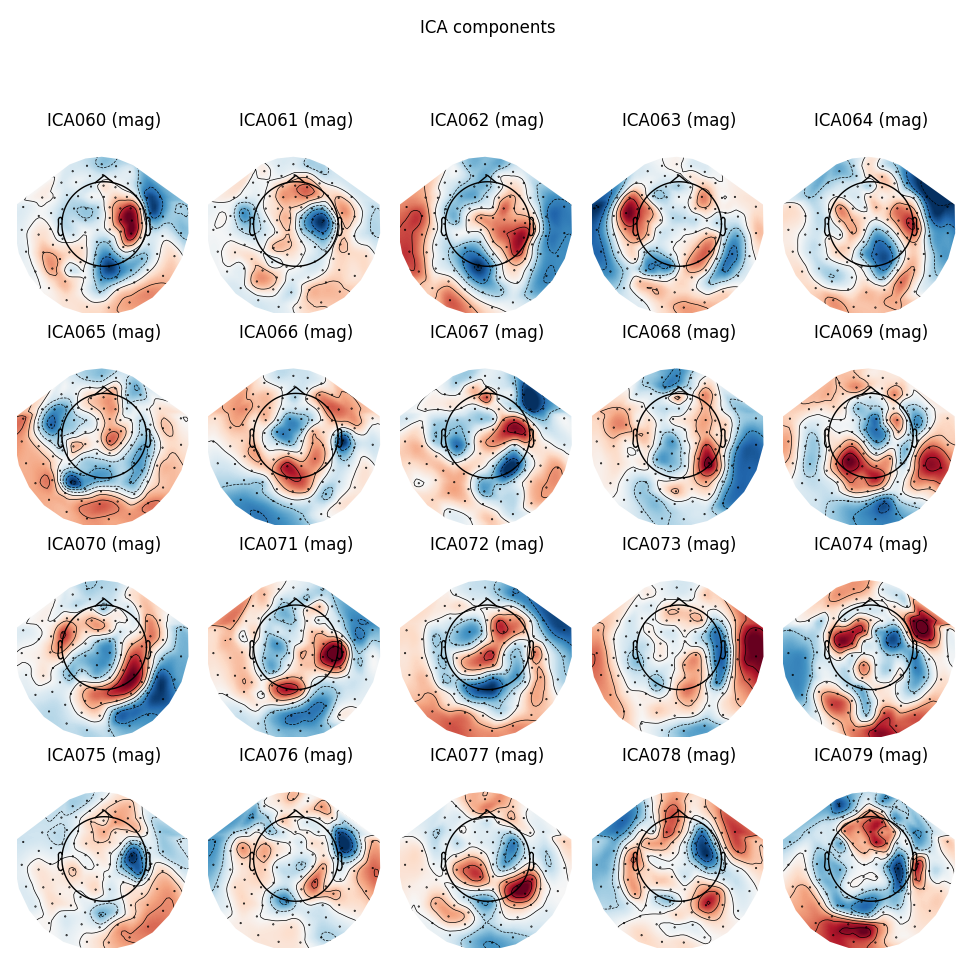 ICA components
ICA060 (mag) ICA061 (mag) ICA062 (mag) ICA063 (mag) ICA064 (mag)
ICA065 (mag) ICA066 (mag) ICA067 (mag) ICA068 (mag) ICA069 (mag)
ICA070 (mag) ICA071 (mag) ICA072 (mag) ICA073 (mag) ICA074 (mag)
ICA075 (mag) ICA076 (mag) ICA077 (mag) ICA078 (mag) ICA079 (mag)